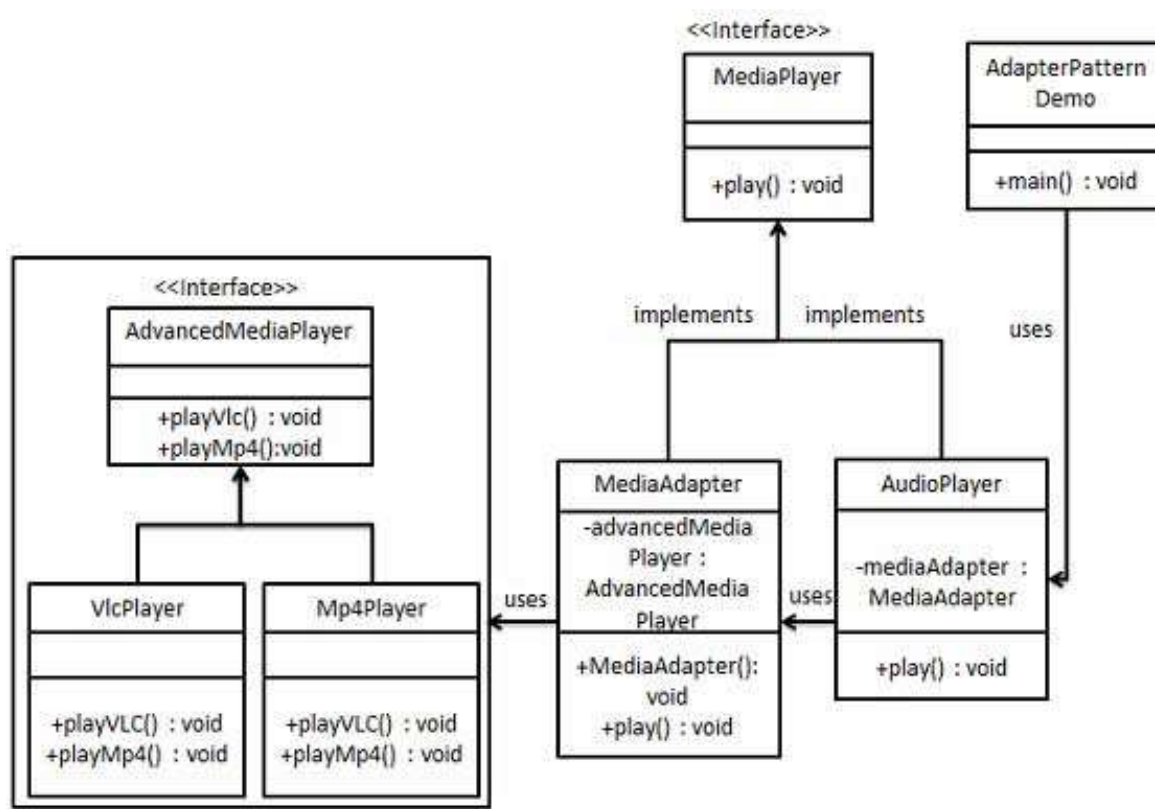 <<Interface>>
MediaPlayer
+play() : void
AdapterPattern
Demo
+main() : void
implements
implements
uses
<<Interface>>
AdvancedMediaPlayer
+playVlc() : void
+playMp4():void
VlcPlayer
+playVLC() : void
+playMp4() : void
Mp4Player
+playVLC() : void
+playMp4() : void
uses
MediaAdapter
-advancedMedia
Player :
AdvancedMedia
Player
+MediaAdapter():
void
+play() : void
uses
AudioPlayer
-mediaAdapter :
MediaAdapter
+play() : void